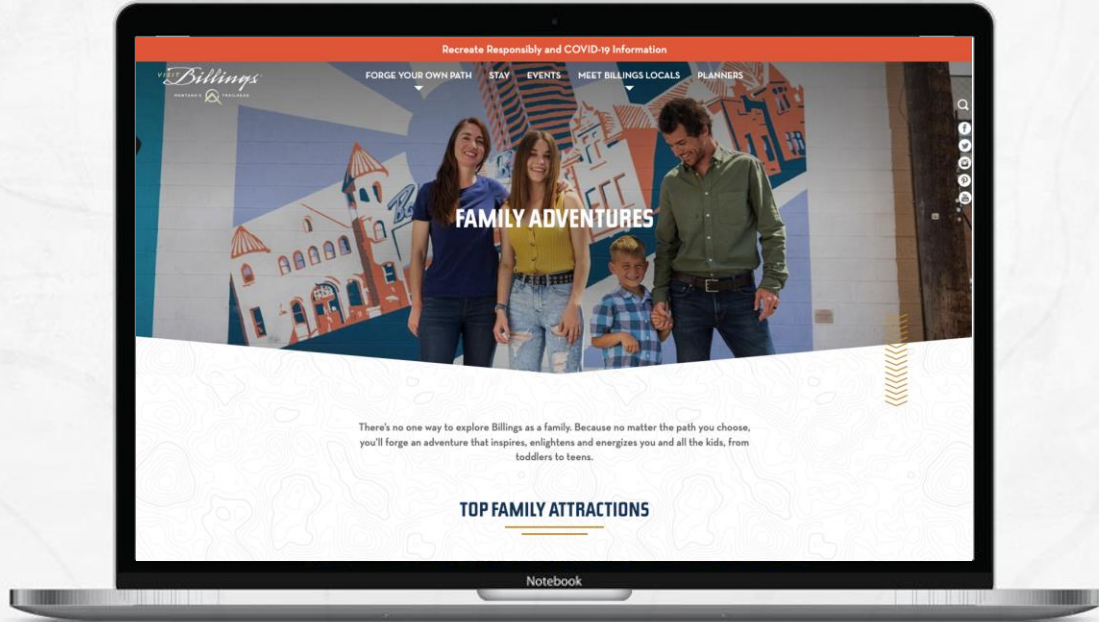 Recreate Responsibly and COVID-19 Information
VISIT Billings
MONTANA'S TRAILHEAD
FORGE YOUR OWN PATH STAY EVENTS MEET BILLINGS LOCALS PLANNERS
FAMILY ADVENTURES
There's no one way to explore Billings as a family. Because no matter the path you choose,
you'll forge an adventure that inspires, enlightens and energizes you and all the kids, from
toddlers to teens.
TOP FAMILY ATTRACTIONS
Notebook